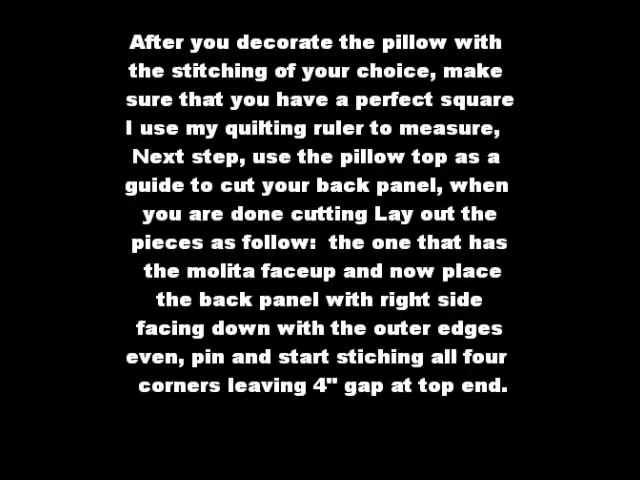 After you decorate the pillow with
the stitching of your choice, make
sure that you have a perfect square
I use my quilting ruler to measure,
Next step, use the pillow top as a
guide to cut your back panel, when
you are done cutting Lay out the
pieces as follow: the one that has
the molita faceup and now place
the back panel with right side
facing down with the outer edges
even, pin and start stiching all four
corners leaving 4" gap at top end.